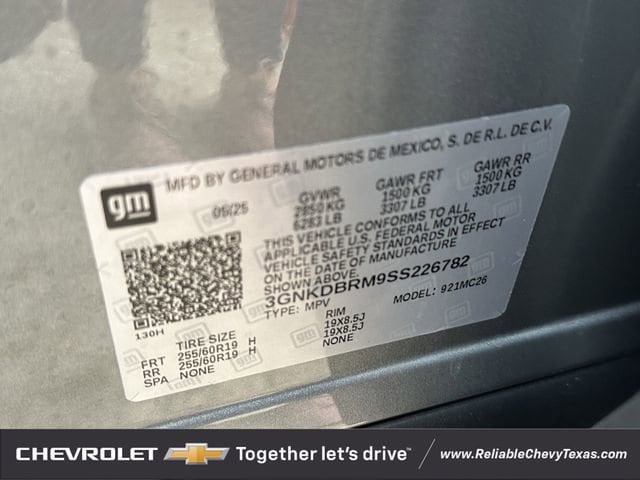 gm
MFD BY GENERAL MOTORS DE MEXICO, S. DE R.L. DE C.V.
05/25
GVWR GAWR FRT GAWR RR
2850 KG 1500 KG 1500 KG
6283 LB 3307 LB 3307 LB
THIS VEHICLE CONFORMS TO ALL
APPLICABLE U.S. FEDERAL MOTOR
VEHICLE SAFETY STANDARDS IN EFFECT
ON THE DATE OF MANUFACTURE
SHOWN ABOVE.
3GNKDBRM9SS226782
TYPE: MPV MODEL: 921MC26
130H
TIRE SIZE RIM
FRT 255/60R19 H 19X8.5J
RR 255/60R19 H 19X8.5J
SPA NONE NONE
CHEVROLET Together let's drive™ / www.ReliableChevyTexas.com